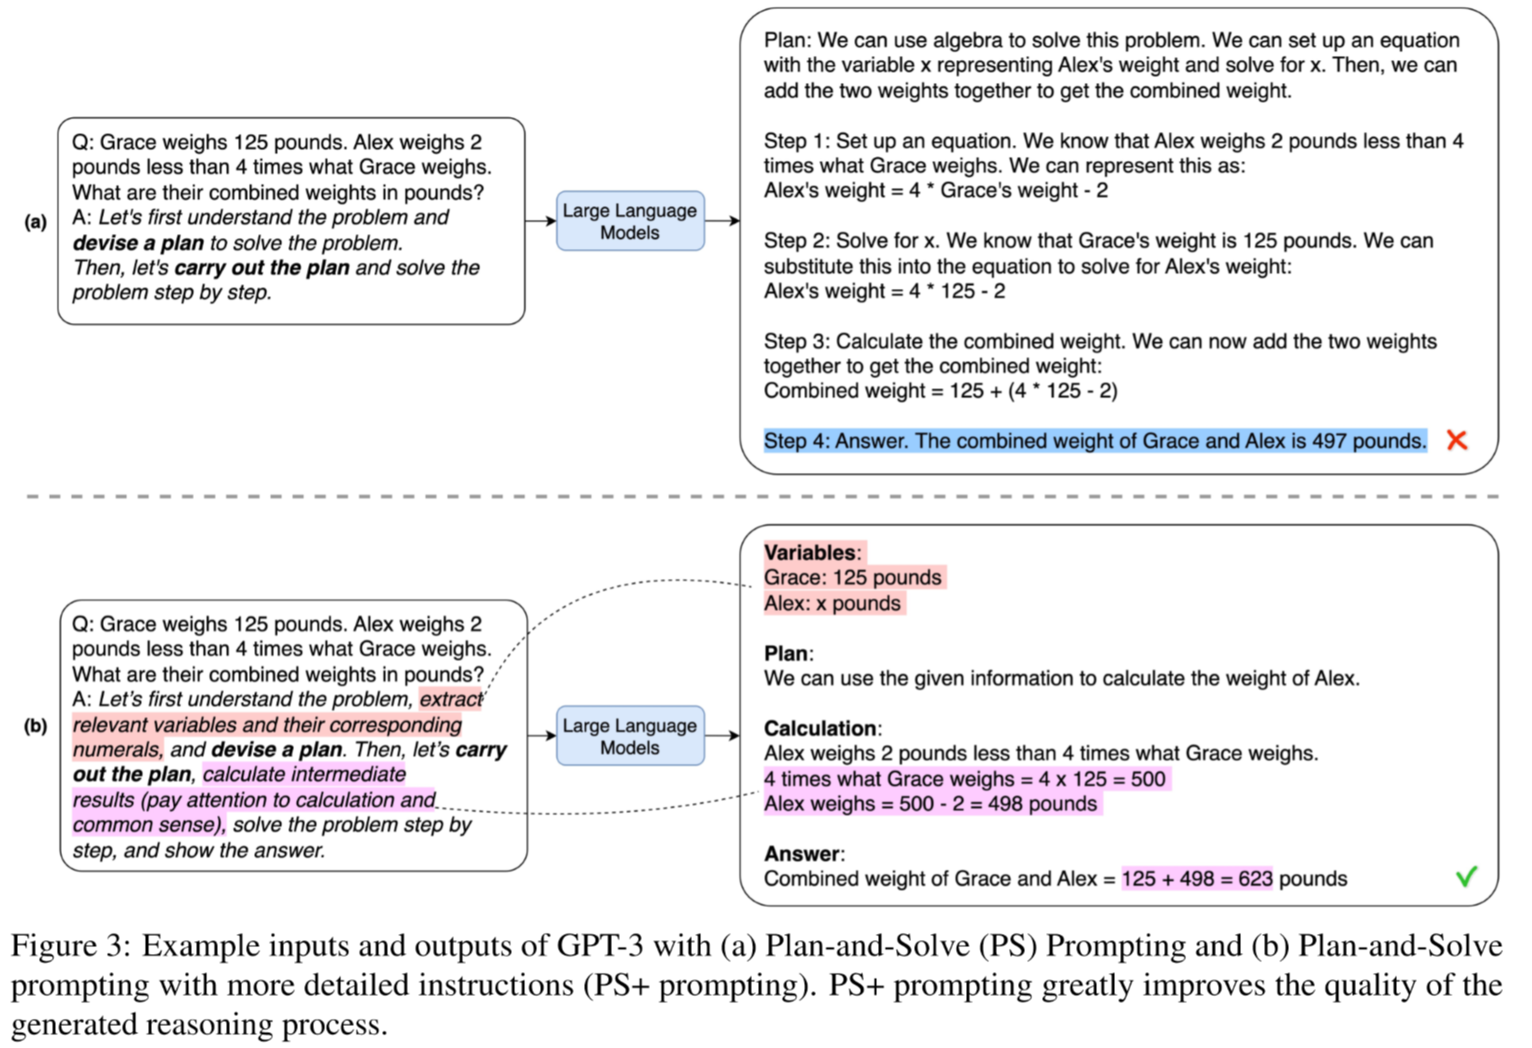 (a)
Q: Grace weighs 125 pounds. Alex weighs 2
pounds less than 4 times what Grace weighs.
What are their combined weights in pounds?
A: Let's first understand the problem and
devise a plan to solve the problem.
Then, let's carry out the plan and solve the
problem step by step.
Large Language
Models
Plan: We can use algebra to solve this problem. We can set up an equation
with the variable x representing Alex's weight and solve for x. Then, we can
add the two weights together to get the combined weight.
Step 1: Set up an equation. We know that Alex weighs 2 pounds less than 4
times what Grace weighs. We can represent this as:
Alex's weight = 4 * Grace's weight - 2
Step 2: Solve for x. We know that Grace's weight is 125 pounds. We can
substitute this into the equation to solve for Alex's weight:
Alex's weight = 4 * 125 - 2
Step 3: Calculate the combined weight. We can now add the two weights
together to get the combined weight:
Combined weight = 125 + (4 * 125 - 2)
Step 4: Answer. The combined weight of Grace and Alex is 497 pounds.
(b)
Q: Grace weighs 125 pounds. Alex weighs 2
pounds less than 4 times what Grace weighs.
What are their combined weights in pounds?
A: Let's first understand the problem, extract
relevant variables and their corresponding
numerals, and devise a plan. Then, let's carry
out the plan, calculate intermediate
results (pay attention to calculation and
common sense), solve the problem step by
step, and show the answer.
Large Language
Models
Variables:
Grace: 125 pounds
Alex: x pounds
Plan:
We can use the given information to calculate the weight of Alex.
Calculation:
Alex weighs 2 pounds less than 4 times what Grace weighs.
4 times what Grace weighs = 4 x 125 = 500
Alex weighs = 500 - 2 = 498 pounds
Answer:
Combined weight of Grace and Alex = 125 + 498 = 623 pounds
Figure 3: Example inputs and outputs of GPT-3 with (a) Plan-and-Solve (PS) Prompting and (b) Plan-and-Solve
prompting with more detailed instructions (PS+ prompting). PS+ prompting greatly improves the quality of the
generated reasoning process.